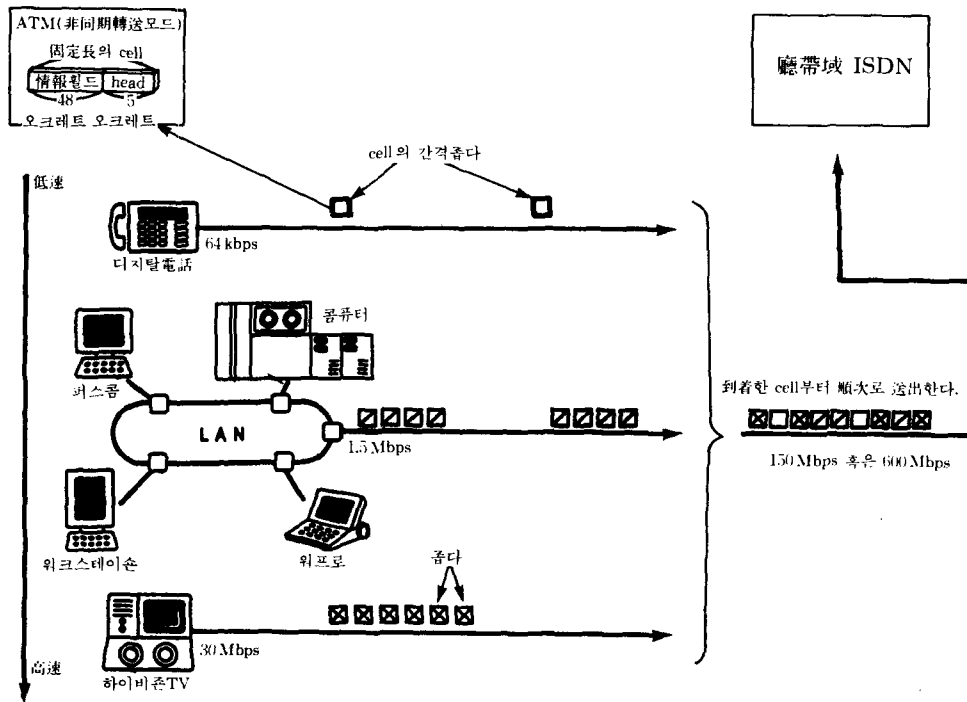 ATM(非同期轉送모드)
固定長의 cell
情報필드 head
48 5
오크레트 오크레트
廳帶域 ISDN
cell의 간격좁다
低速
64 kbps
디지탈電話
콤퓨터
퍼스콤
LAN
1.5 Mbps
到着한 cell부터 順次로 送出한다.
150 Mbps 혹은 600 Mbps
워크스테이숀
워프로
좁다
30 Mbps
高速
하이비죤TV